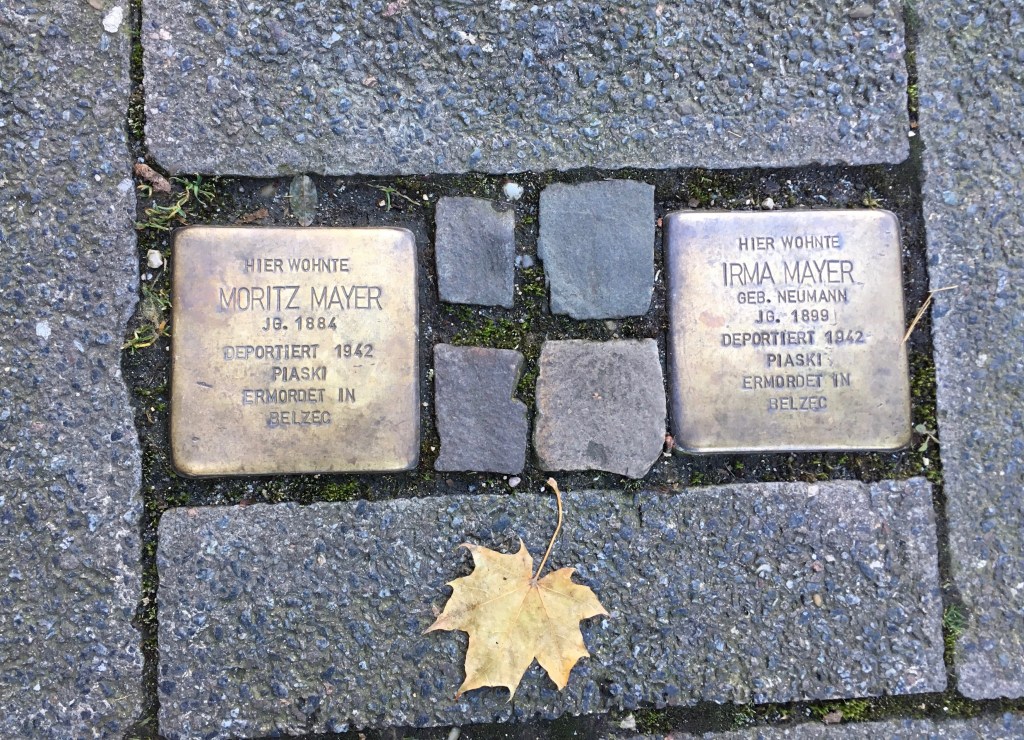 HIER WOHNTE
MORITZ MAYER
JG. 1884
DEPORTIERT 1942
PIASKI
ERMORDET IN
BELZEC
HIER WOHNTE
IRMA MAYER
GEB. NEUMANN
JG. 1899
DEPORTIERT 1942
PIASKI
ERMORDET IN
BELZEC